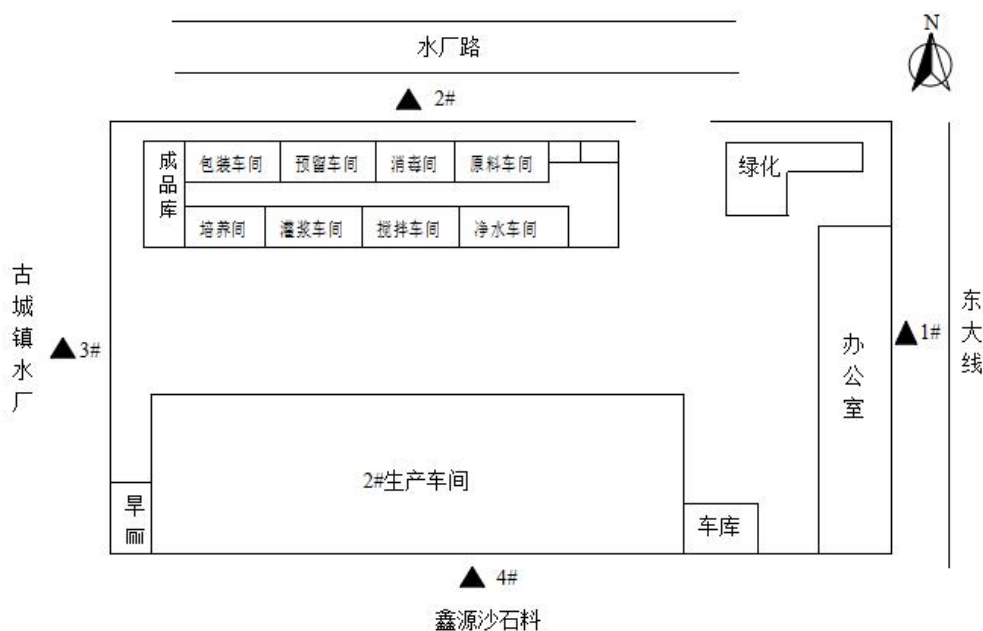 水厂路
N
2#
成品库
包装车间
预留车间
消毒间
原料车间
绿化
培养间
灌浆车间
搅拌车间
净水车间
古城镇水厂
3#
办公室
1#
东大线
2#生产车间
旱厕
车库
4#
鑫源沙石料